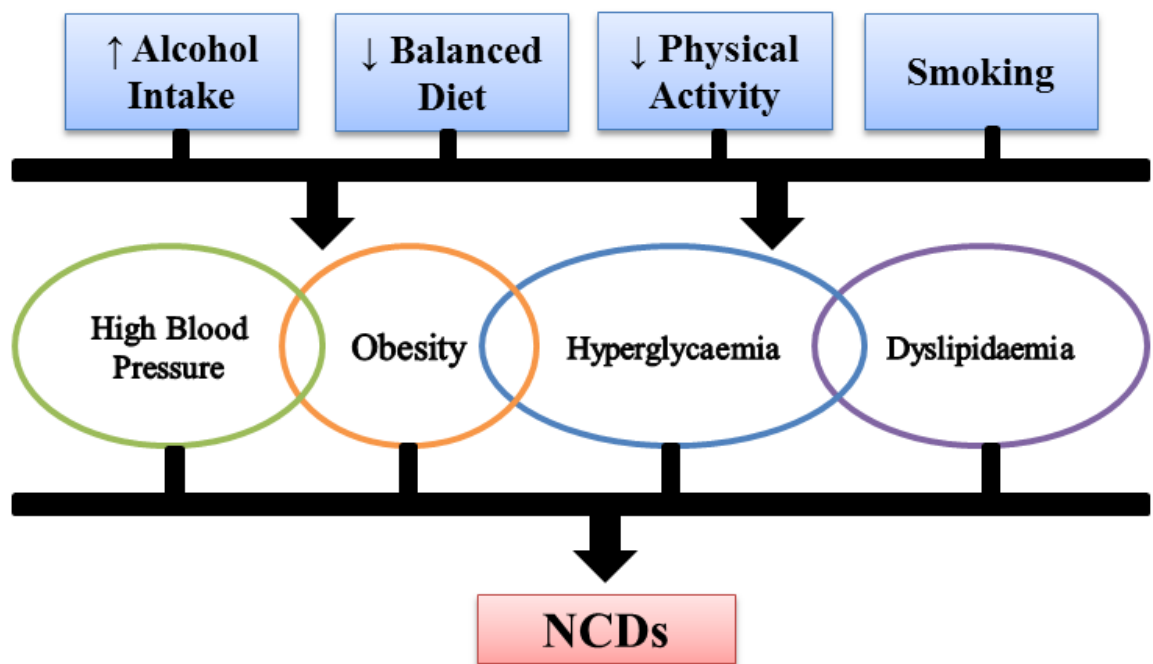 ↑ Alcohol
Intake
↓ Balanced
Diet
↓ Physical
Activity
Smoking
High Blood
Pressure
Obesity
Hyperglycaemia
Dyslipidaemia
NCDs